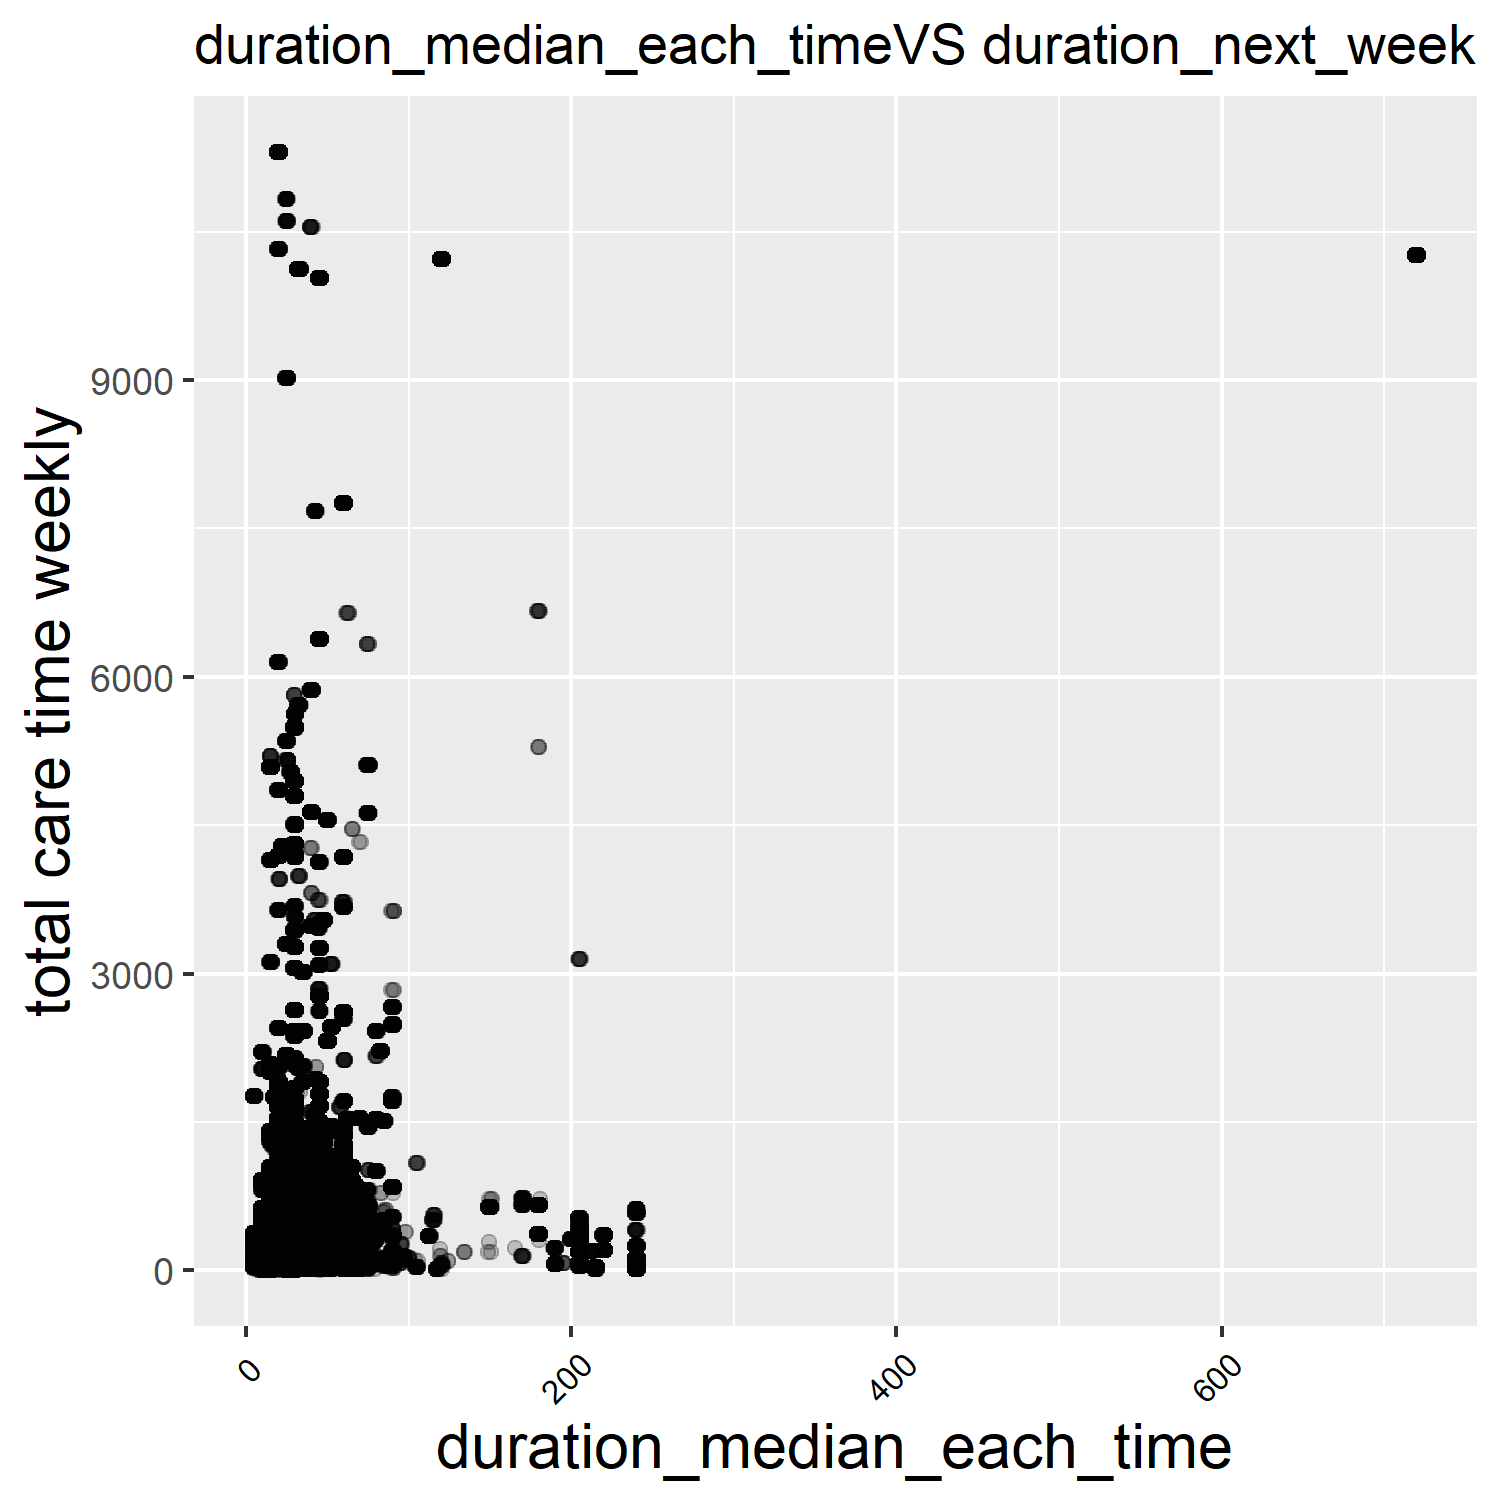 duration_median_each_timeVS duration_next_week
total care time weekly
9000
6000
3000
0
0
200
400
600
duration_median_each_time